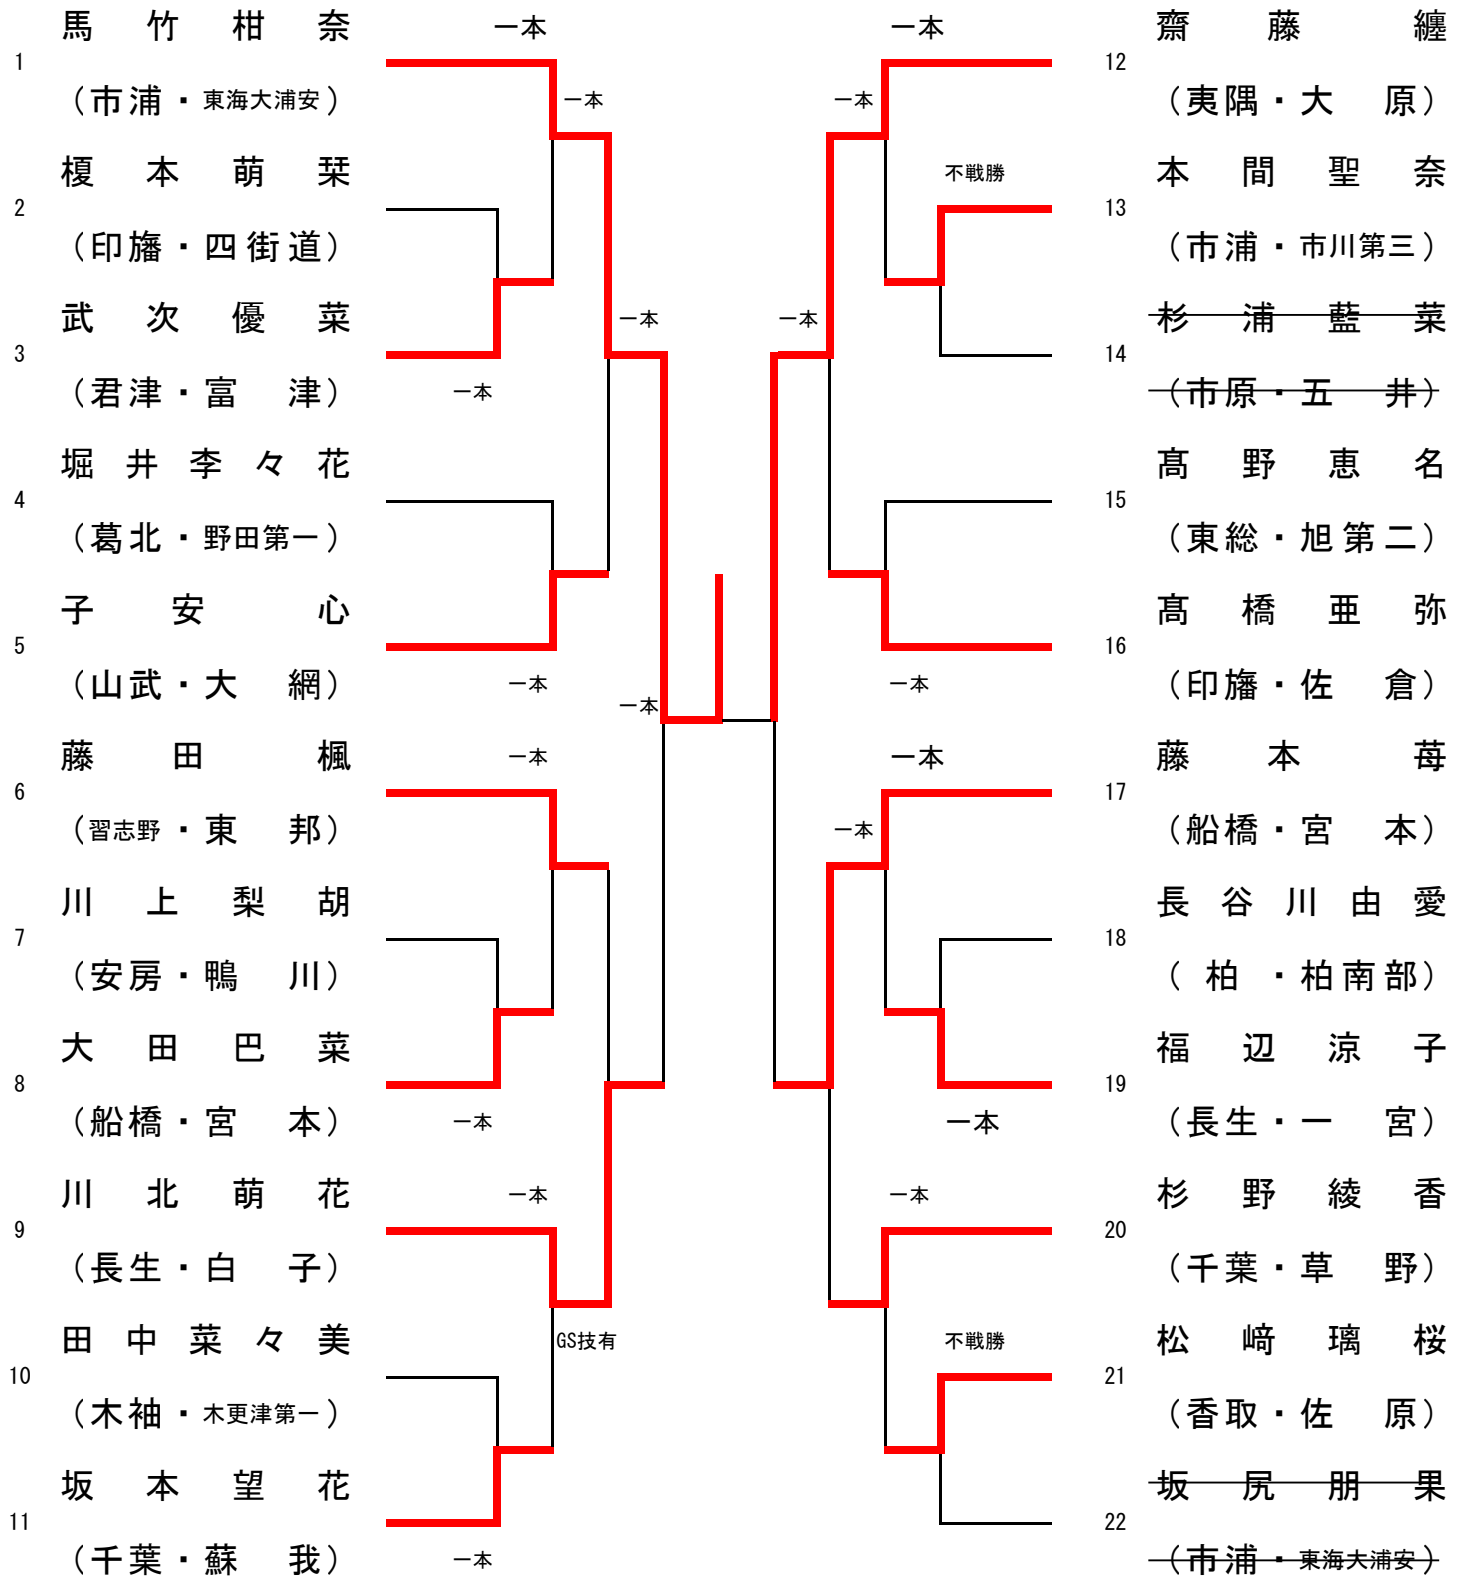 馬竹柑奈
1
（市浦・東海大浦安）
榎本萌栞
2
（印旛・四街道）
武次優菜
3
（君津・富　津）
堀井李々花
4
（葛北・野田第一）
子安心
5
（山武・大　網）
藤田楓
6
（習志野・東　邦）
川上梨胡
7
（安房・鴨　川）
大田巴菜
8
（船橋・宮　本）
川北萌花
9
（長生・白　子）
田中菜々美
10
（木袖・木更津第一）
坂本望花
11
（千葉・蘇　我）
一本
一本
一本
一本
一本
一本
一本
一本
一本
GS技有
一本
一本
一本
不戦勝
一本
一本
一本
一本
一本
一本
不戦勝
齋藤纏
12
（夷隅・大　原）
本間聖奈
13
（市浦・市川第三）
杉浦藍菜
14
（市原・五　井）
髙野恵名
15
（東総・旭第二）
髙橋亜弥
16
（印旛・佐　倉）
藤本苺
17
（船橋・宮　本）
長谷川由愛
18
（柏・柏南部）
福辺涼子
19
（長生・一　宮）
杉野綾香
20
（千葉・草　野）
松﨑璃桜
21
（香取・佐　原）
坂尻朋果
22
（市浦・東海大浦安）